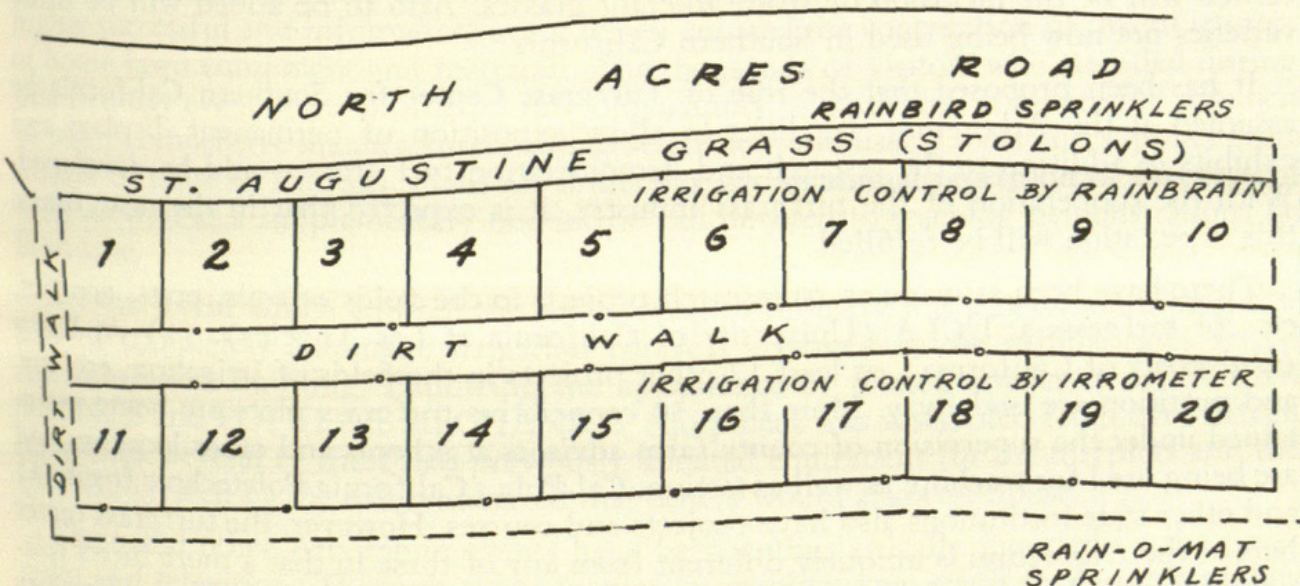 NORTH ACRES ROAD
RAINBIRD SPRINKLERS
ST. AUGUSTINE GRASS (STOLONS)
IRRIGATION CONTROL BY RAINBRAIN
1 2 3 4 5 6 7 8 9 10
DIRT WALK
DIRT WALK
IRRIGATION CONTROL BY IRROMETER
11 12 13 14 15 16 17 18 19 20
RAIN-O-MAT
SPRINKLERS